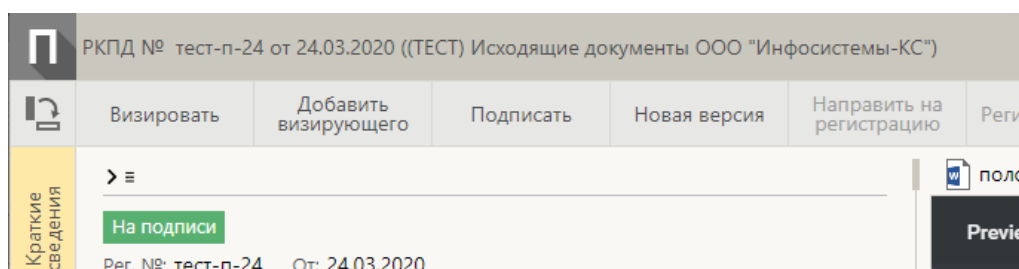 П
РКПД № тест-п-24 от 24.03.2020 ((ТЕСТ) Исходящие документы ООО "Инфосистемы-КС")
Визировать
Добавить
визирующего
Подписать
Новая версия
Направить на
регистрацию
Краткие
сведения
На подписи
Рег. №: тест-п-24 От: 24.03.2020